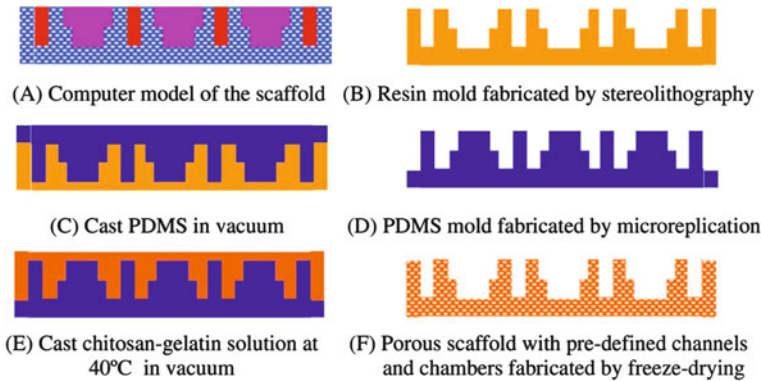 (A) Computer model of the scaffold
(B) Resin mold fabricated by stereolithography
(C) Cast PDMS in vacuum
(D) PDMS mold fabricated by microreplication
(E) Cast chitosan-gelatin solution at
40ºC in vacuum
(F) Porous scaffold with pre-defined channels
and chambers fabricated by freeze-drying